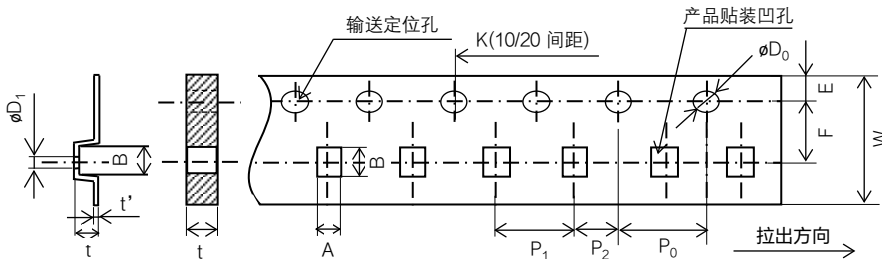 产品贴装凹孔
输送定位孔
K(10/20 间距)
øD0
øD1
E
F
W
B
B
t'
t
t
A
P1
P2
P0
拉出方向